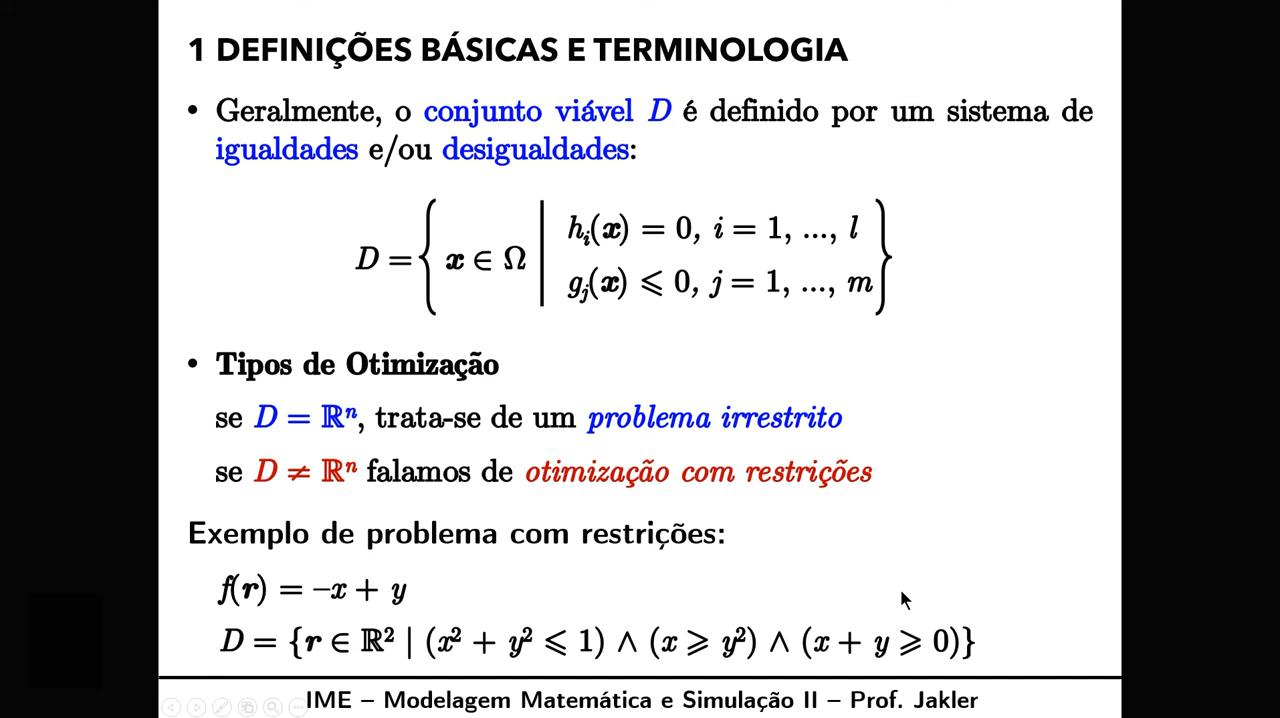 1 DEFINIÇÕES BÁSICAS E TERMINOLOGIA
• Geralmente, o conjunto viável D é definido por um sistema de
igualdades e/ou desigualdades:
D = { x ∈ Ω | hᵢ(x) = 0, i = 1, ..., l
gⱼ(x) ⩽ 0, j = 1, ..., m }
• Tipos de Otimização
se D = ℝⁿ, trata-se de um problema irrestrito
se D ≠ ℝⁿ falamos de otimização com restrições
Exemplo de problema com restrições:
f(r) = –x + y
D = {r ∈ ℝ² | (x² + y² ⩽ 1) ∧ (x ⩾ y²) ∧ (x + y ⩾ 0)}
IME – Modelagem Matemática e Simulação II – Prof. Jakler